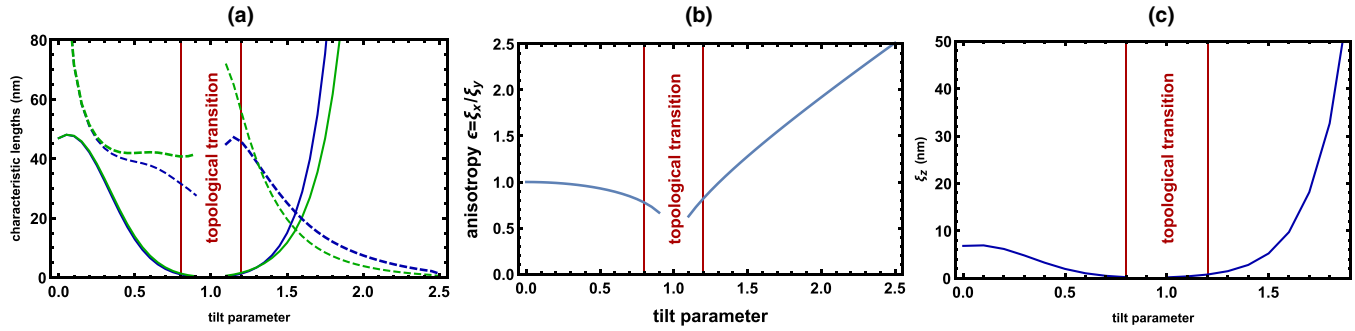 (a)
characteristic lengths (nm)
80
60
40
20
0
topological transition
0.0 0.5 1.0 1.5 2.0 2.5
tilt parameter
(b)
anisotropy ϵ=ξx/ξy
2.5
2.0
1.5
1.0
0.5
0.0
topological transition
0.0 0.5 1.0 1.5 2.0 2.5
tilt parameter
(c)
ξz (nm)
50
40
30
20
10
0
topological transition
0.0 0.5 1.0 1.5
tilt parameter